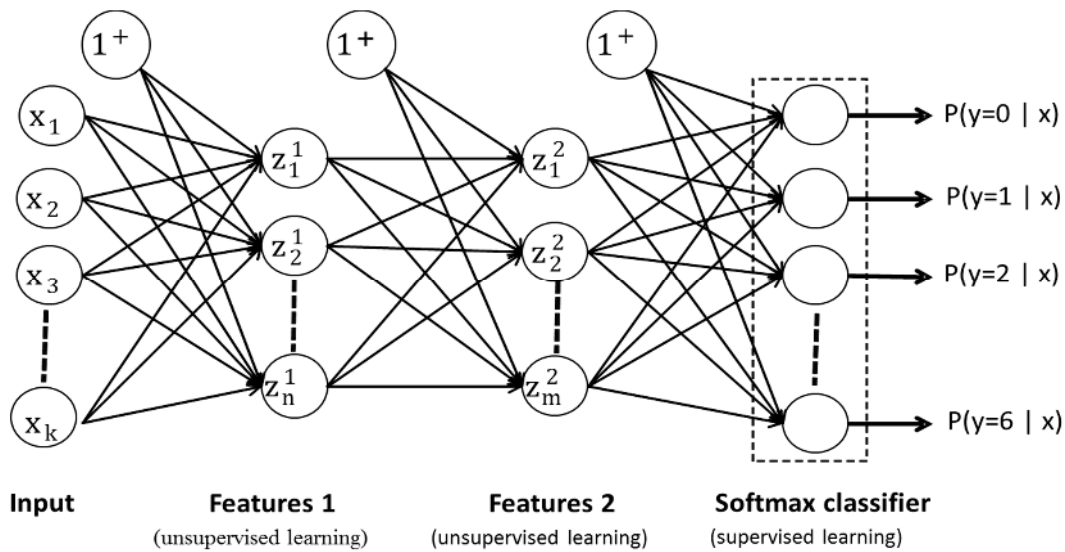 1⁺ 1⁺ 1⁺
x₁ P(y=0 | x)
z₁¹ z₁²
x₂ P(y=1 | x)
z₂¹ z₂²
x₃ P(y=2 | x)
zₙ¹ zₘ²
xₖ P(y=6 | x)
Input Features 1 Features 2 Softmax classifier
(unsupervised learning) (unsupervised learning) (supervised learning)